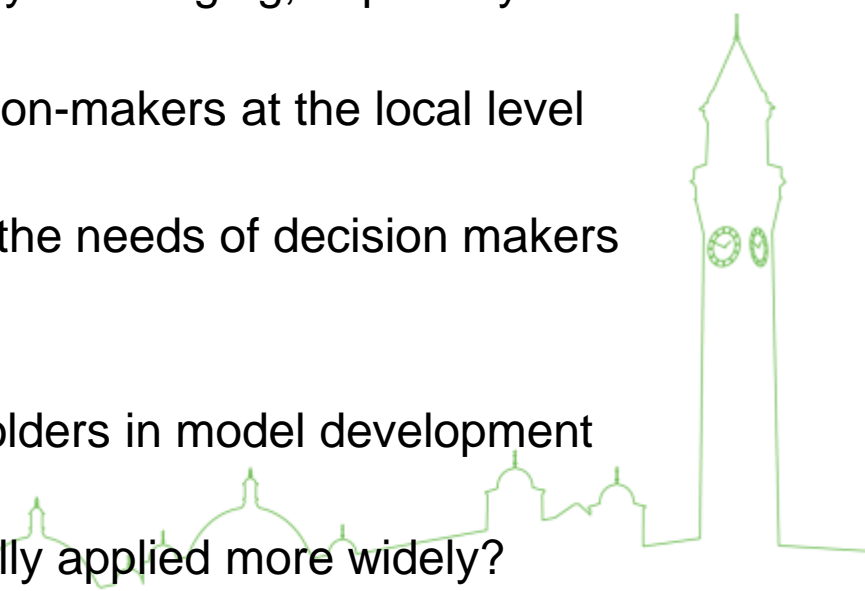 on-makers at the local level
the needs of decision makers
olders in model development
lly applied more widely?